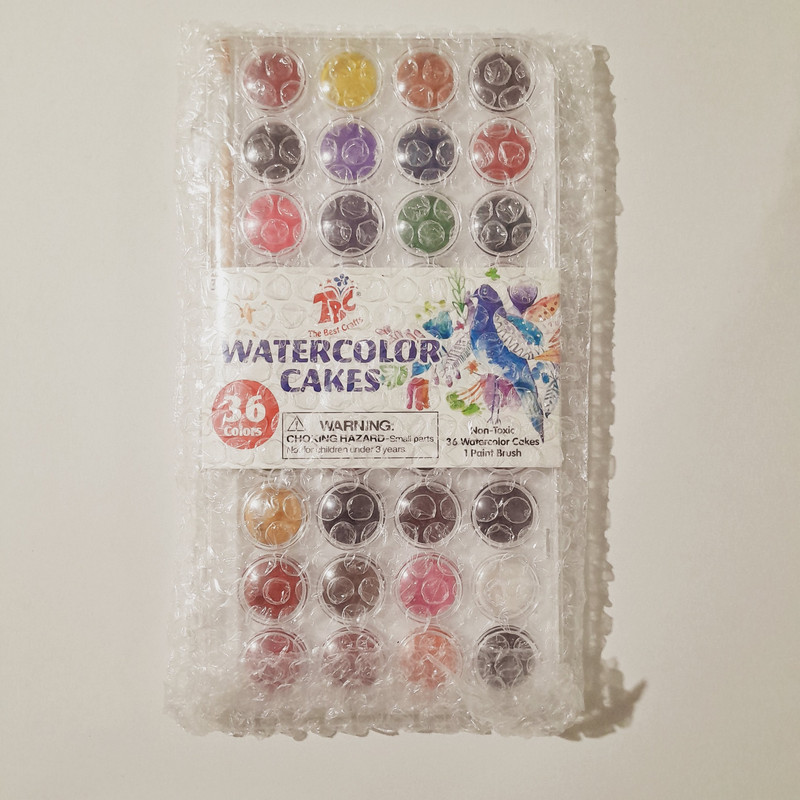 TBC
The Best Crafts
WATERCOLOR
CAKES
36
Colors
WARNING:
CHOKING HAZARD-Small parts
Not for children under 3 years.
Non-Toxic
36 Watercolor Cakes
1 Paint Brush